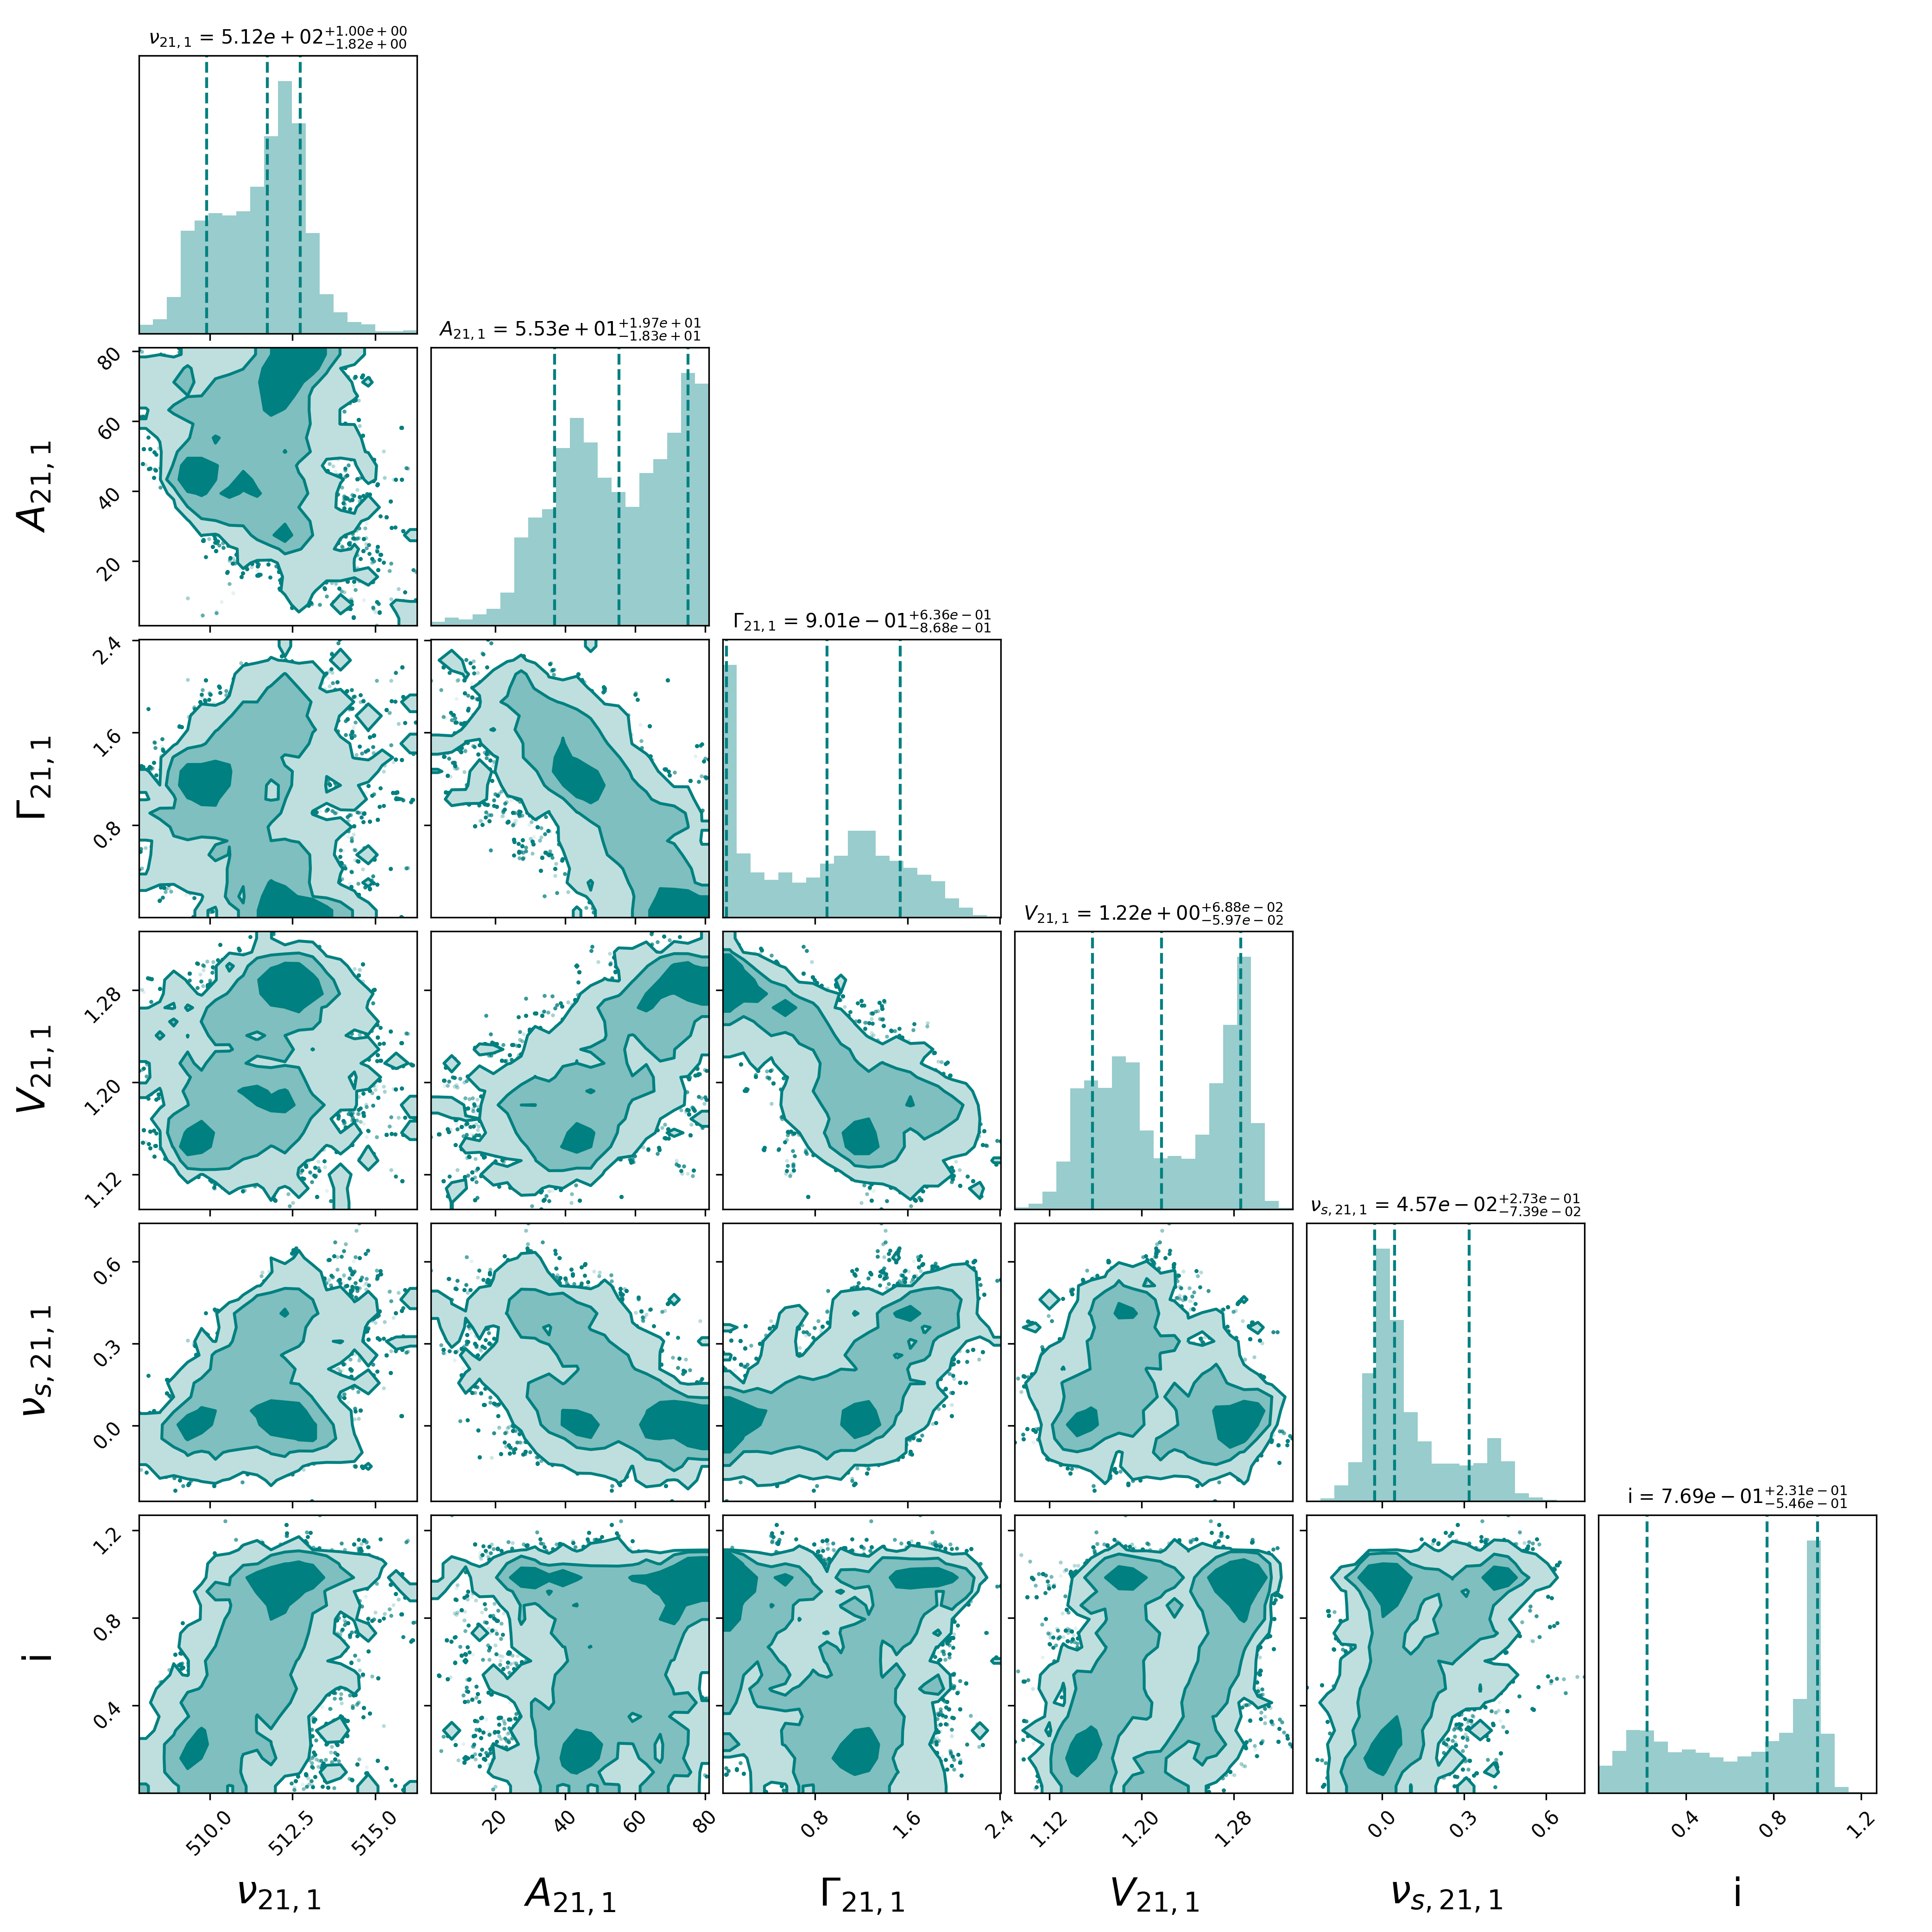 ν21, 1 = 5.12e + 02+1.00e + 00 −1.82e + 00
A21, 1 = 5.53e + 01+1.97e + 01 −1.83e + 01
80
60
40
20
A21, 1
Γ21, 1 = 9.01e − 01+6.36e − 01 −8.68e − 01
2.4
1.6
0.8
Γ21, 1
V21, 1 = 1.22e + 00+6.88e − 02 −5.97e − 02
1.28
1.20
1.12
V21, 1
νs, 21, 1 = 4.57e − 02+2.73e − 01 −7.39e − 02
0.6
0.3
0.0
νs, 21, 1
i = 7.69e − 01+2.31e − 01 −5.46e − 01
1.2
0.8
0.4
i
510.0 512.5 515.0 20 40 60 80 0.8 1.6 2.4 1.12 1.20 1.28 0.0 0.3 0.6 0.4 0.8 1.2
ν21, 1 A21, 1 Γ21, 1 V21, 1 νs, 21, 1 i